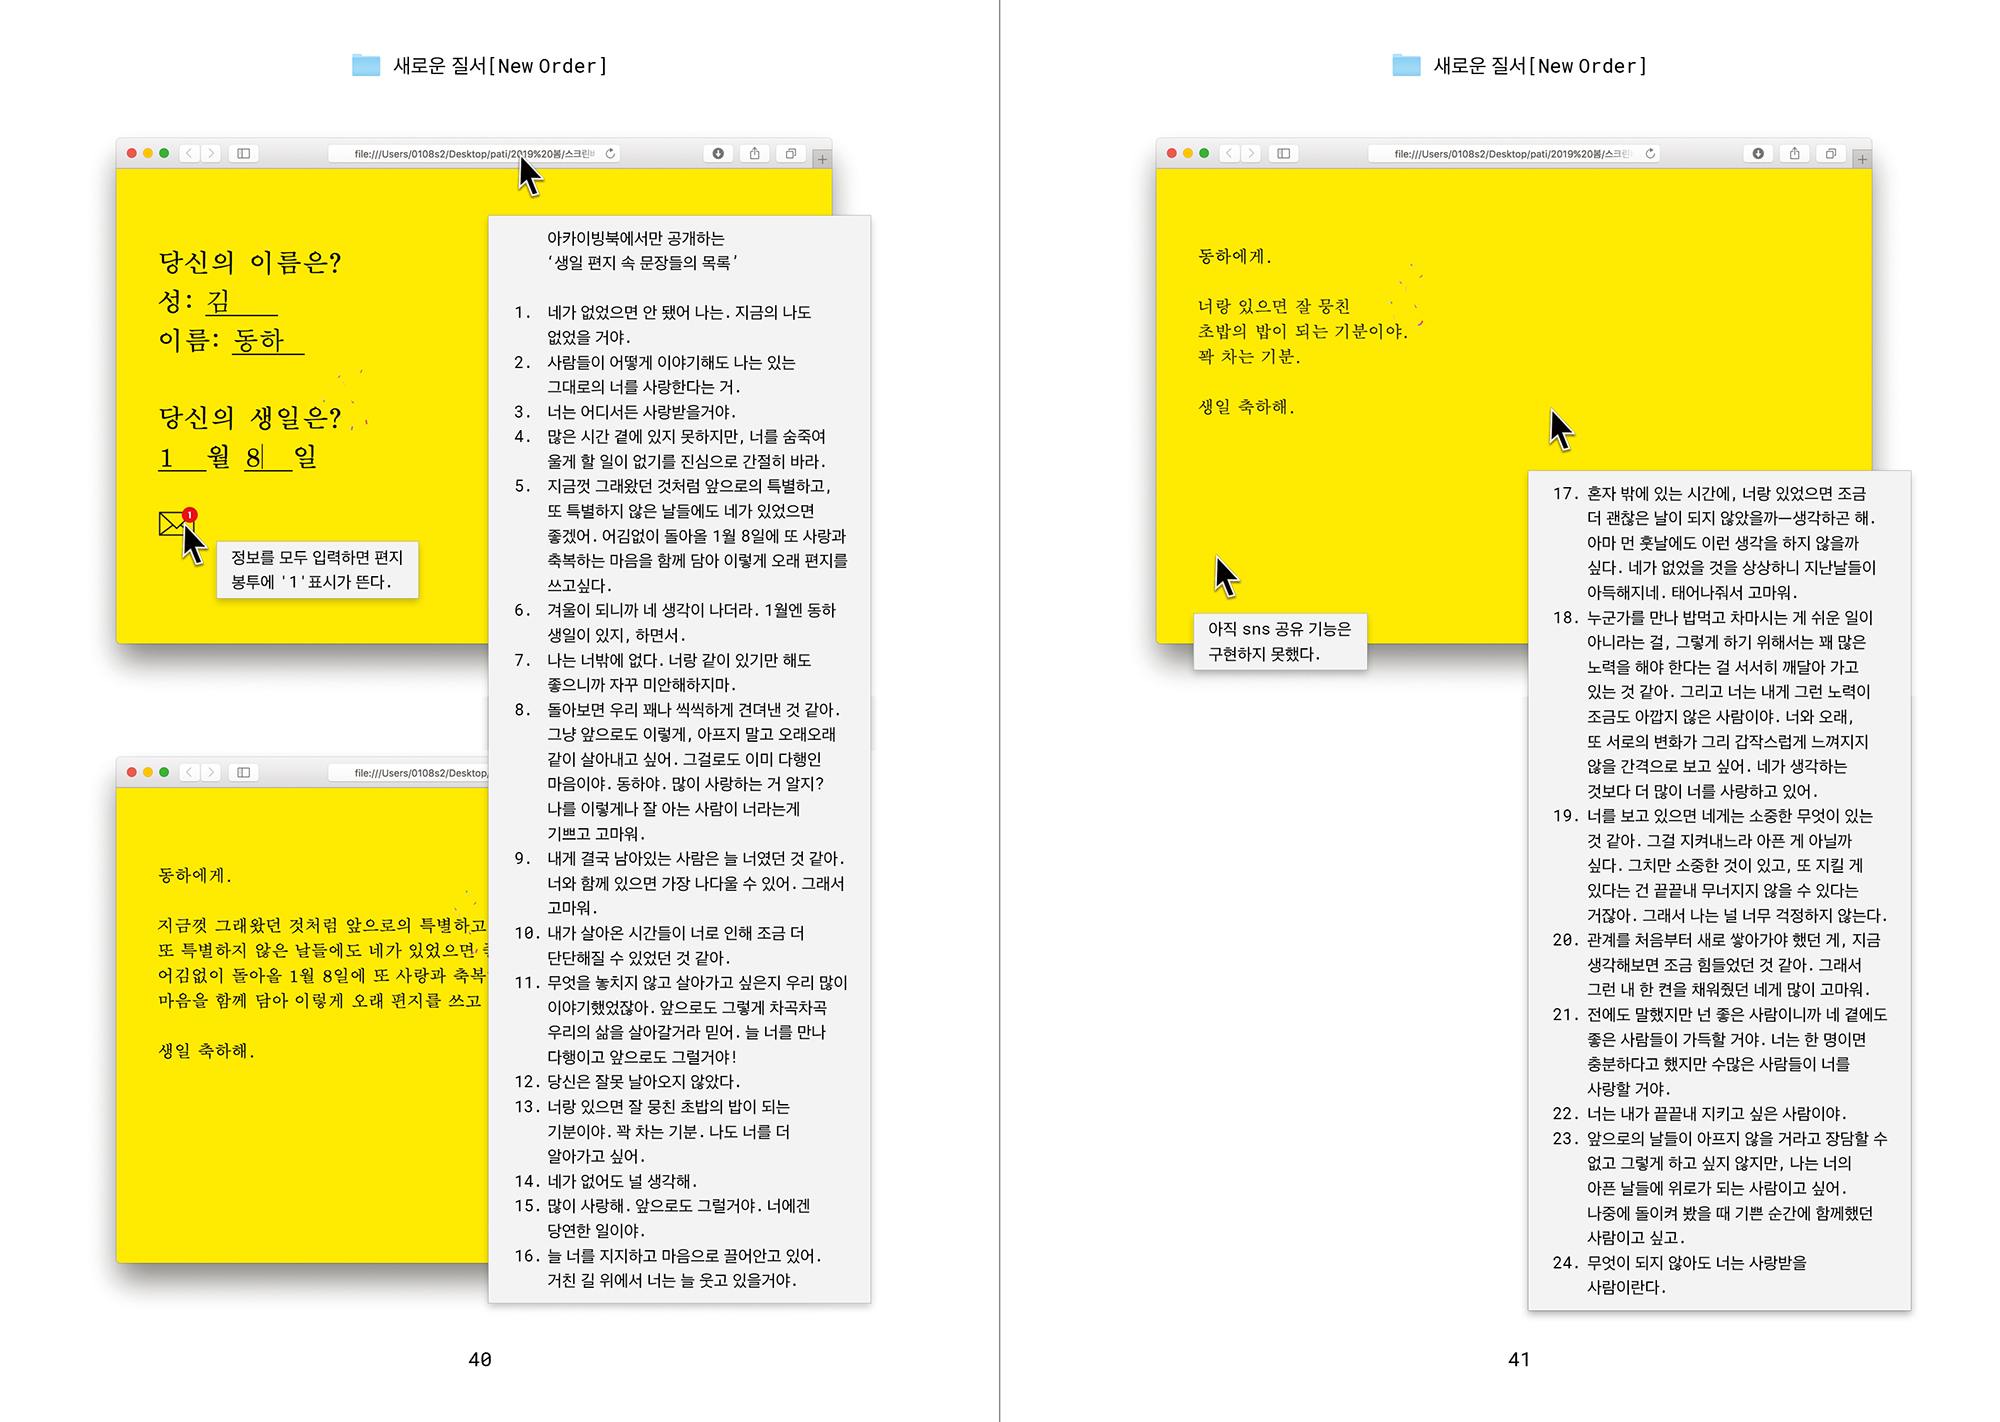 새로운 질서[New Order]
file:///Users/0108s2/Desktop/pati/2019%20봄/스크린
당신의 이름은?
성: 김
이름: 동하
당신의 생일은?
1 월 8 일
1
정보를 모두 입력하면 편지
봉투에 '1'표시가 뜬다.
file:///Users/0108s2/Desktop/
동하에게.
지금껏 그래왔던 것처럼 앞으로의 특별하고
또 특별하지 않은 날들에도 네가 있었으면
어김없이 돌아올 1월 8일에 또 사랑과 축복
마음을 함께 담아 이렇게 오래 편지를 쓰고
생일 축하해.
아카이빙북에서만 공개하는
‘생일 편지 속 문장들의 목록’
1. 네가 없었으면 안 됐어 나는. 지금의 나도
없었을 거야.
2. 사람들이 어떻게 이야기해도 나는 있는
그대로의 너를 사랑한다는 거.
3. 너는 어디서든 사랑받을거야.
4. 많은 시간 곁에 있지 못하지만, 너를 숨죽여
울게 할 일이 없기를 진심으로 간절히 바라.
5. 지금껏 그래왔던 것처럼 앞으로의 특별하고,
또 특별하지 않은 날들에도 네가 있었으면
좋겠어. 어김없이 돌아올 1월 8일에 또 사랑과
축복하는 마음을 함께 담아 이렇게 오래 편지를
쓰고싶다.
6. 겨울이 되니까 네 생각이 나더라. 1월엔 동하
생일이 있지, 하면서.
7. 나는 너밖에 없다. 너랑 같이 있기만 해도
좋으니까 자꾸 미안해하지마.
8. 돌아보면 우리 꽤나 씩씩하게 견뎌낸 것 같아.
그냥 앞으로도 이렇게, 아프지 말고 오래오래
같이 살아내고 싶어. 그걸로도 이미 다행인
마음이야. 동하야. 많이 사랑하는 거 알지?
나를 이렇게나 잘 아는 사람이 너라는게
기쁘고 고마워.
9. 내게 결국 남아있는 사람은 늘 너였던 것 같아.
너와 함께 있으면 가장 나다울 수 있어. 그래서
고마워.
10. 내가 살아온 시간들이 너로 인해 조금 더
단단해질 수 있었던 것 같아.
11. 무엇을 놓치지 않고 살아가고 싶은지 우리 많이
이야기했었잖아. 앞으로도 그렇게 차곡차곡
우리의 삶을 살아갈거라 믿어. 늘 너를 만나
다행이고 앞으로도 그럴거야!
12. 당신은 잘못 날아오지 않았다.
13. 너랑 있으면 잘 뭉친 초밥의 밥이 되는
기분이야. 꽉 차는 기분. 나도 너를 더
알아가고 싶어.
14. 네가 없어도 널 생각해.
15. 많이 사랑해. 앞으로도 그럴거야. 너에겐
당연한 일이야.
16. 늘 너를 지지하고 마음으로 끌어안고 있어.
거친 길 위에서 너는 늘 웃고 있을거야.
40
새로운 질서[New Order]
file:///Users/0108s2/Desktop/pati/2019%20봄/스크린
동하에게.
너랑 있으면 잘 뭉친
초밥의 밥이 되는 기분이야.
꽉 차는 기분.
생일 축하해.
아직 sns 공유 기능은
구현하지 못했다.
17. 혼자 밖에 있는 시간에, 너랑 있었으면 조금
더 괜찮은 날이 되지 않았을까—생각하곤 해.
아마 먼 훗날에도 이런 생각을 하지 않을까
싶다. 네가 없었을 것을 상상하니 지난날들이
아득해지네. 태어나줘서 고마워.
18. 누군가를 만나 밥먹고 차마시는 게 쉬운 일이
아니라는 걸, 그렇게 하기 위해서는 꽤 많은
노력을 해야 한다는 걸 서서히 깨달아 가고
있는 것 같아. 그리고 너는 내게 그런 노력이
조금도 아깝지 않은 사람이야. 너와 오래,
또 서로의 변화가 그리 갑작스럽게 느껴지지
않을 간격으로 보고 싶어. 네가 생각하는
것보다 더 많이 너를 사랑하고 있어.
19. 너를 보고 있으면 네게는 소중한 무엇이 있는
것 같아. 그걸 지켜내느라 아픈 게 아닐까
싶다. 그치만 소중한 것이 있고, 또 지킬 게
있다는 건 끝끝내 무너지지 않을 수 있다는
거잖아. 그래서 나는 널 너무 걱정하지 않는다.
20. 관계를 처음부터 새로 쌓아가야 했던 게, 지금
생각해보면 조금 힘들었던 것 같아. 그래서
그런 내 한 켠을 채워줬던 네게 많이 고마워.
21. 전에도 말했지만 넌 좋은 사람이니까 네 곁에도
좋은 사람들이 가득할 거야. 너는 한 명이면
충분하다고 했지만 수많은 사람들이 너를
사랑할 거야.
22. 너는 내가 끝끝내 지키고 싶은 사람이야.
23. 앞으로의 날들이 아프지 않을 거라고 장담할 수
없고 그렇게 하고 싶지 않지만, 나는 너의
아픈 날들에 위로가 되는 사람이고 싶어.
나중에 돌이켜 봤을 때 기쁜 순간에 함께했던
사람이고 싶고.
24. 무엇이 되지 않아도 너는 사랑받을
사람이란다.
41